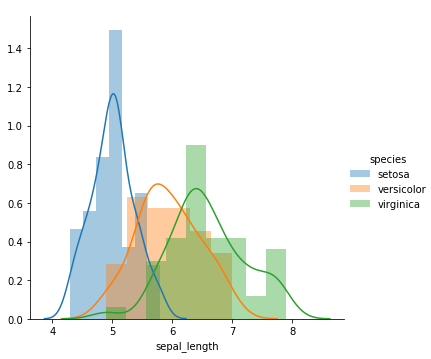 1.4
1.2
1.0
0.8
0.6
0.4
0.2
0.0
4 5 6 7 8
sepal_length
species
setosa
versicolor
virginica